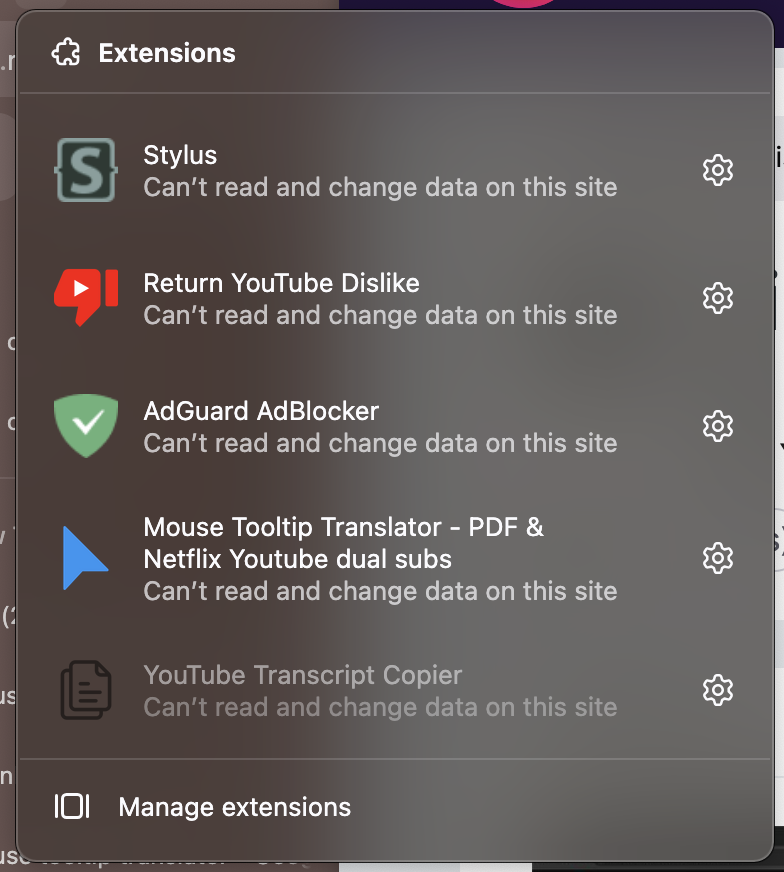 Extensions
Stylus
Can’t read and change data on this site
Return YouTube Dislike
Can’t read and change data on this site
AdGuard AdBlocker
Can’t read and change data on this site
Mouse Tooltip Translator - PDF &
Netflix Youtube dual subs
Can’t read and change data on this site
YouTube Transcript Copier
Can’t read and change data on this site
Manage extensions